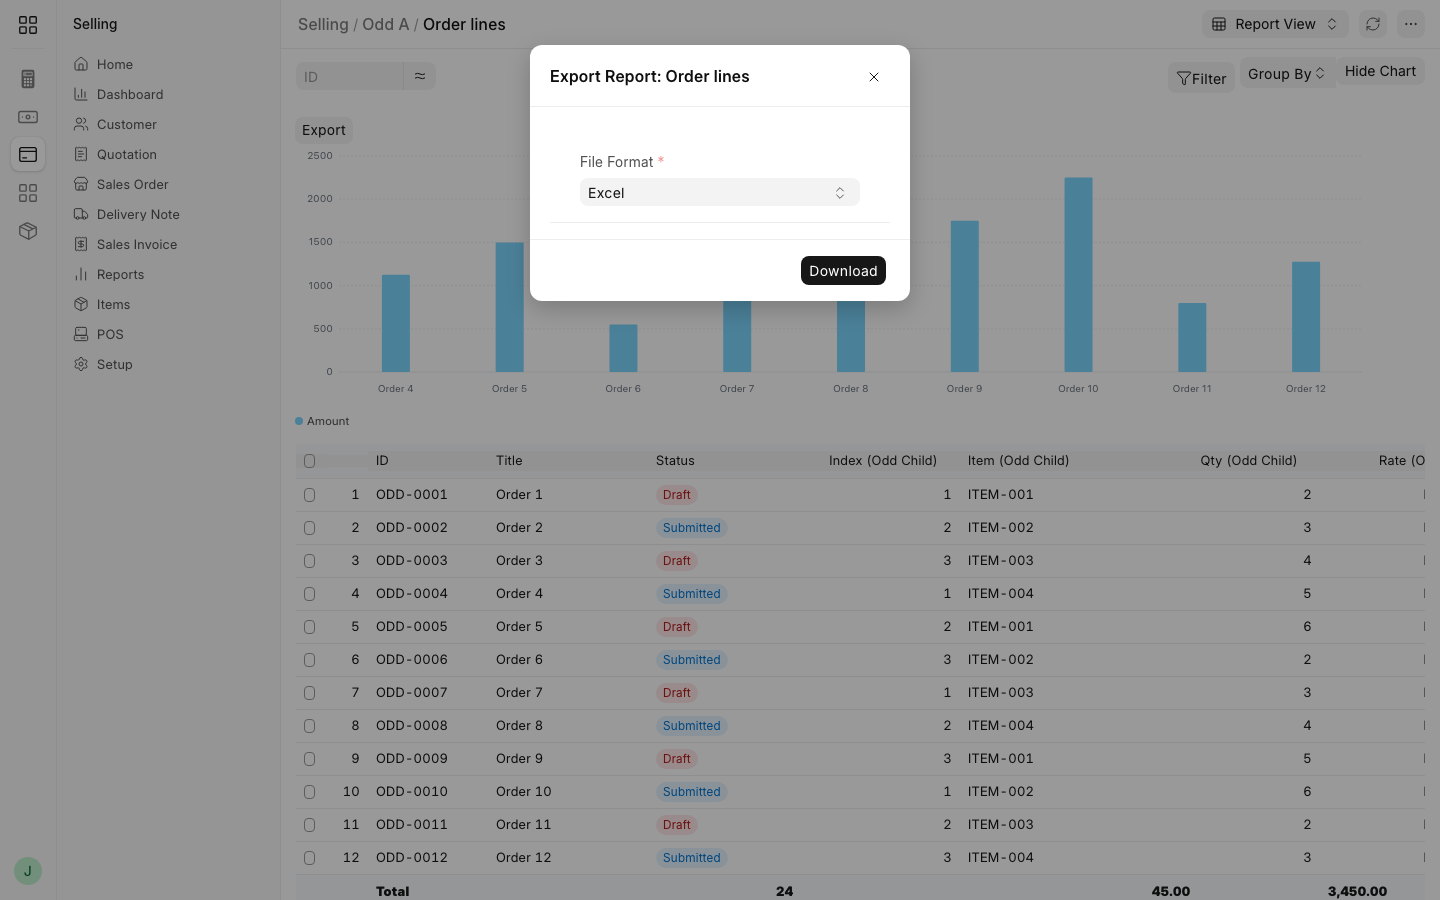 Selling
Home
Dashboard
Customer
Quotation
Sales Order
Delivery Note
Sales Invoice
Reports
Items
POS
Setup
J
Selling / Odd A / Order lines
Report View
ID
≈
Filter
Group By
Hide Chart
Export
Export Report: Order lines
File Format *
Excel
Download
2500
2000
1500
1000
500
0
Order 4 Order 5 Order 6 Order 7 Order 8 Order 9 Order 10 Order 11 Order 12
Amount
ID Title Status Index (Odd Child) Item (Odd Child) Qty (Odd Child) Rate (O
1 ODD-0001 Order 1 Draft 1 ITEM-001 2
2 ODD-0002 Order 2 Submitted 2 ITEM-002 3
3 ODD-0003 Order 3 Draft 3 ITEM-003 4
4 ODD-0004 Order 4 Submitted 1 ITEM-004 5
5 ODD-0005 Order 5 Draft 2 ITEM-001 6
6 ODD-0006 Order 6 Submitted 3 ITEM-002 2
7 ODD-0007 Order 7 Draft 1 ITEM-003 3
8 ODD-0008 Order 8 Submitted 2 ITEM-004 4
9 ODD-0009 Order 9 Draft 3 ITEM-001 5
10 ODD-0010 Order 10 Submitted 1 ITEM-002 6
11 ODD-0011 Order 11 Draft 2 ITEM-003 2
12 ODD-0012 Order 12 Submitted 3 ITEM-004 3
Total 24 45.00 3,450.00